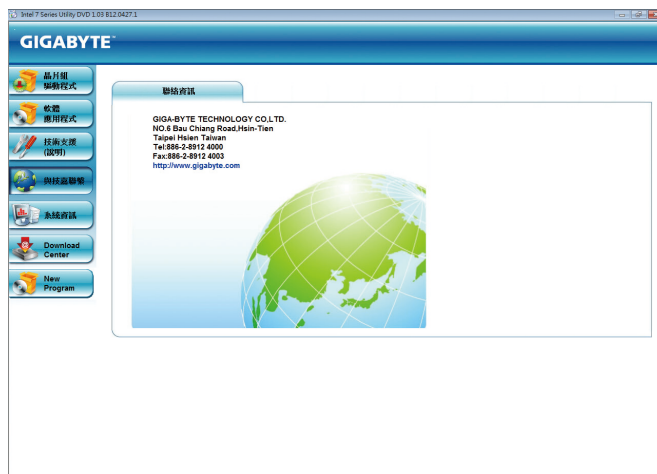 Intel 7 Series Utility DVD 1.03 B12.0427.1
GIGABYTE™
晶片組
驅動程式
軟體
應用程式
技術支援
(說明)
與技嘉聯繫
系統資訊
Download
Center
New
Program
聯絡資訊
GIGA-BYTE TECHNOLOGY CO,LTD.
NO.6 Bau Chiang Road,Hsin-Tien
Taipei Hsien Taiwan
Tel:886-2-8912 4000
Fax:886-2-8912 4003
http://www.gigabyte.com